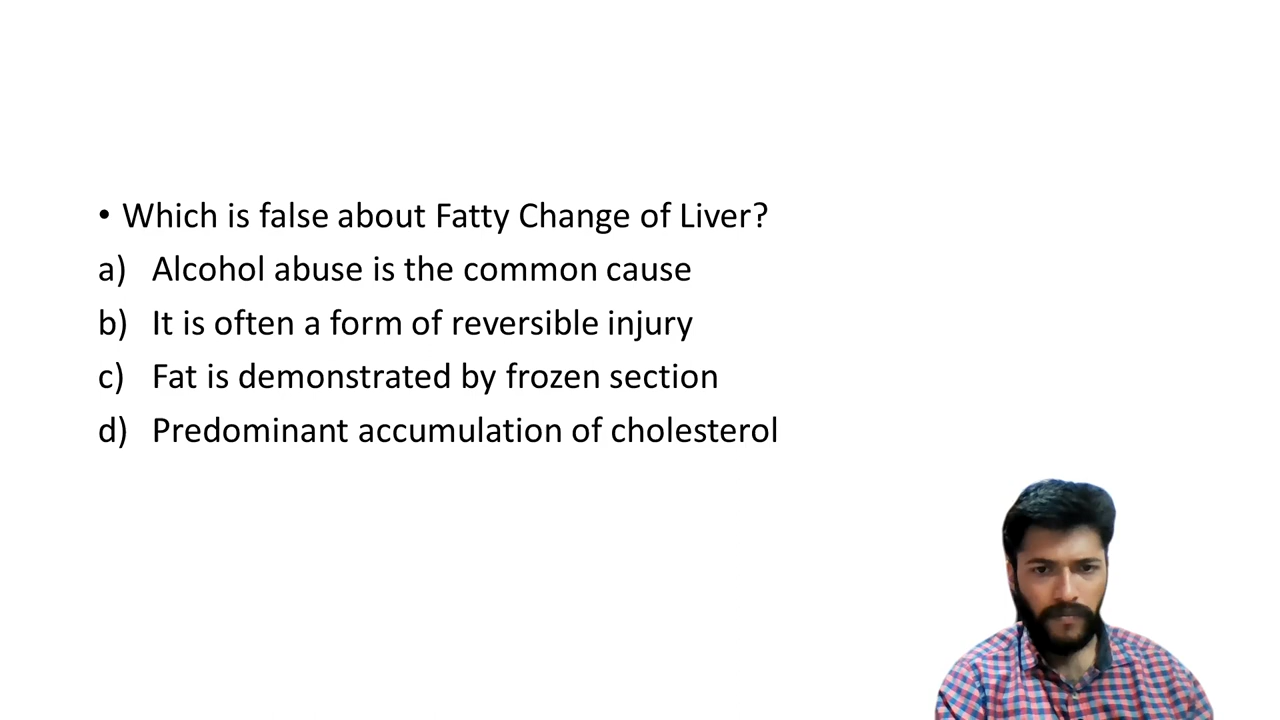 • Which is false about Fatty Change of Liver?
a) Alcohol abuse is the common cause
b) It is often a form of reversible injury
c) Fat is demonstrated by frozen section
d) Predominant accumulation of cholesterol